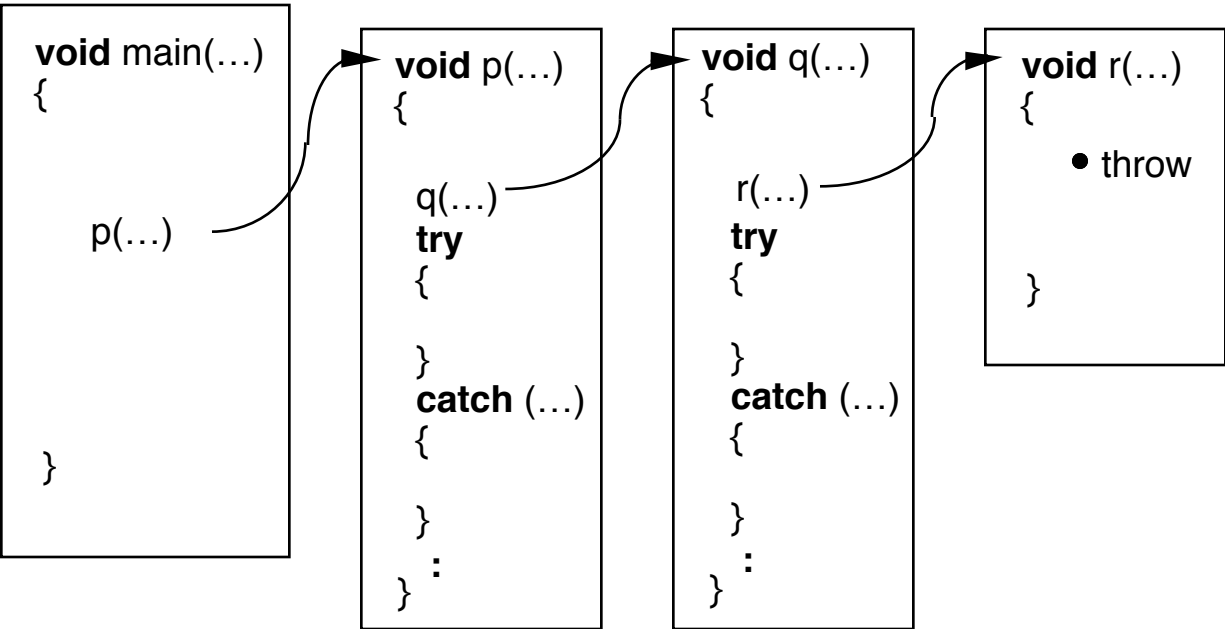 void main(…)
{
p(…)
}
void p(…)
{
q(…)
try
{
}
catch (…)
{
}
:
}
void q(…)
{
r(…)
try
{
}
catch (…)
{
}
:
}
void r(…)
{
• throw
}